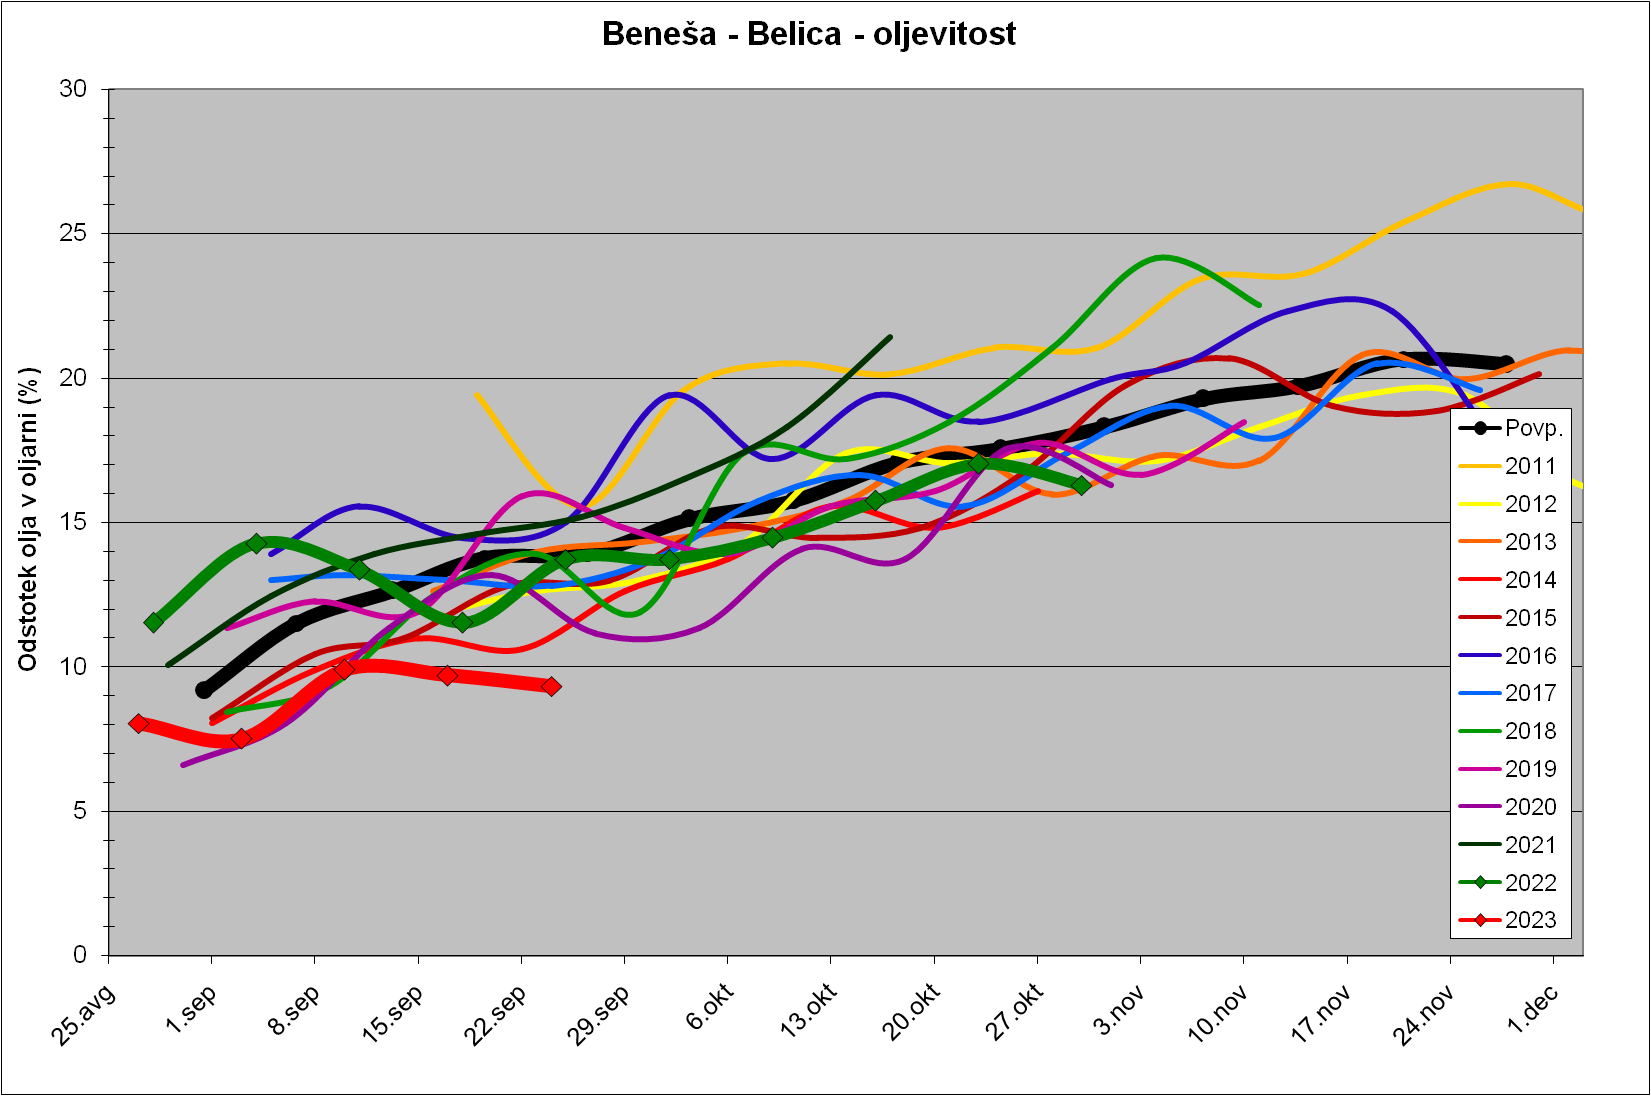 Beneša - Belica - oljevitost
Odstotek olja v oljarni (%)
30
25
20
15
10
5
0
25.avg
1.sep
8.sep
15.sep
22.sep
29.sep
6.okt
13.okt
20.okt
27.okt
3.nov
10.nov
17.nov
24.nov
1.dec
Povp.
2011
2012
2013
2014
2015
2016
2017
2018
2019
2020
2021
2022
2023